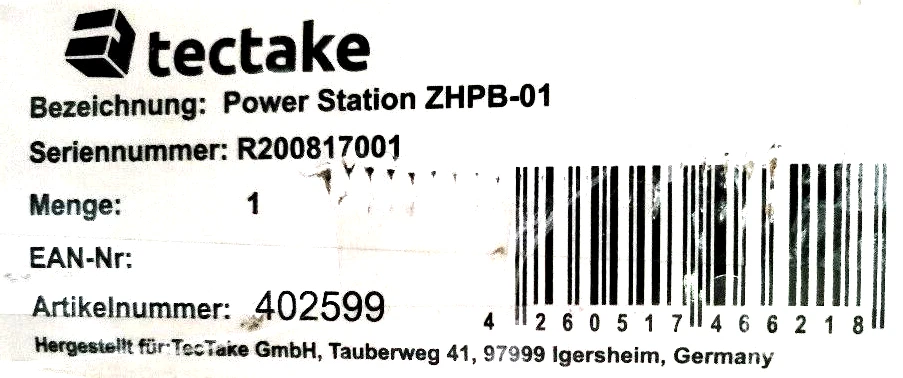 tectake
Bezeichnung: Power Station ZHPB-01
Seriennummer: R200817001
Menge: 1
EAN-Nr:
Artikelnummer: 402599
4 260517 466218
Hergestellt für:TecTake GmbH, Tauberweg 41, 97999 Igersheim, Germany